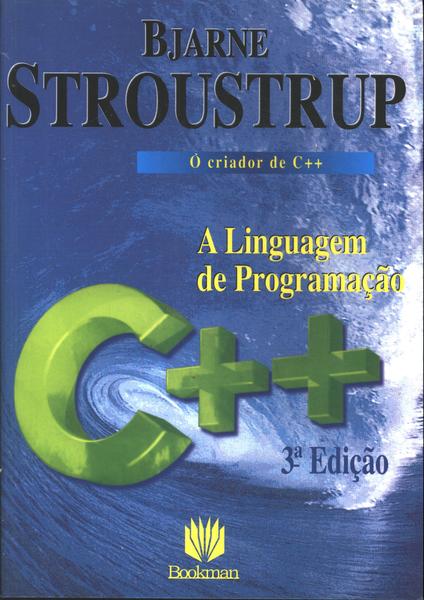 BJARNE
STROUSTRUP
O criador de C++
A Linguagem
de Programação
C++
3ª Edição
Bookman